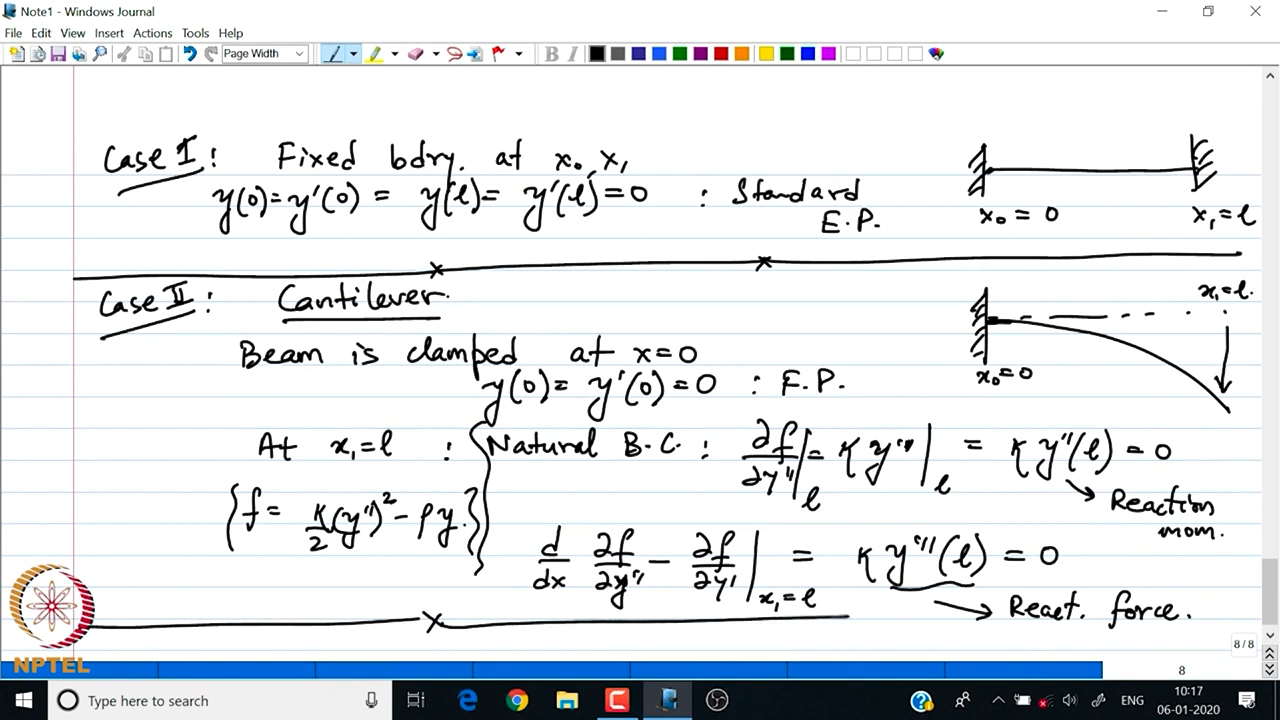 Note1 - Windows Journal
File Edit View Insert Actions Tools Help
Page Width
B I
Case I: Fixed bdry. at x₀, x₁
y(0) = y'(0) = y(l) = y'(l) = 0 : Standard E.P.
x₀ = 0 x₁ = l
Case II: Cantilever.
x₁ = l.
Beam is clamped at x=0
x₀ = 0
y(0) = y'(0) = 0 : F.P.
At x₁ = l : { Natural B.C. : ∂f/∂y''|_l = K y''|_l = K y''(l) = 0
→ Reaction mom.
{ f = K/2 (y'')² - ρy. }
d/dx ∂f/∂y'' - ∂f/∂y' |_{x₁=l} = K y'''(l) = 0
→ React. force.
NPTEL
8/8
8
Type here to search
ENG
10:17
06-01-2020